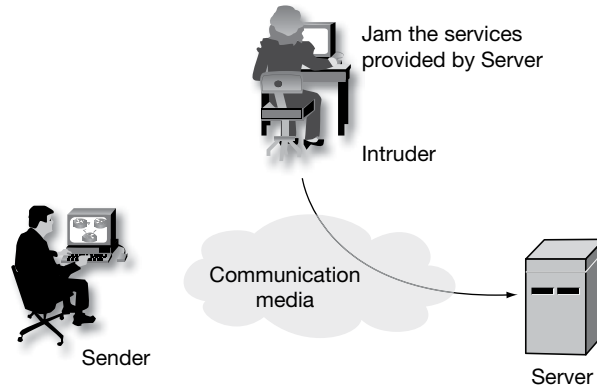 Jam the services
provided by Server
Intruder
Communication
media
Sender
Server